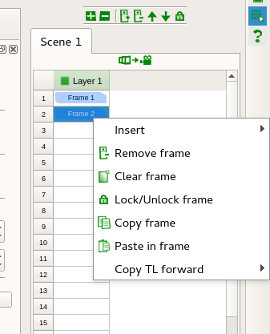 Scene 1
Layer 1
1 Frame 1
2 Frame 2
3
4
5
6
7
8
9
10
11
12
13
14
15
Insert
Remove frame
Clear frame
Lock/Unlock frame
Copy frame
Paste in frame
Copy TL forward